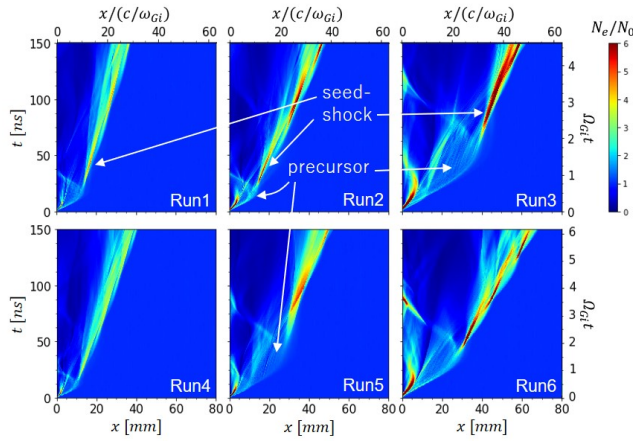 x/(c/ω_Gi) x/(c/ω_Gi) x/(c/ω_Gi)
0 20 40 60 0 20 40 60 0 20 40 60 N_e/N_0
150
100
50
0
t [ns]
seed-
shock
precursor
Run1 Run2 Run3
4
3
2
1
0
Ω_Gi t
6
5
4
3
2
1
0
150
100
50
0
t [ns]
Run4 Run5 Run6
6
5
4
3
2
1
0
Ω_Gi t
0 20 40 60 80 0 20 40 60 80 0 20 40 60 80
x [mm] x [mm] x [mm]